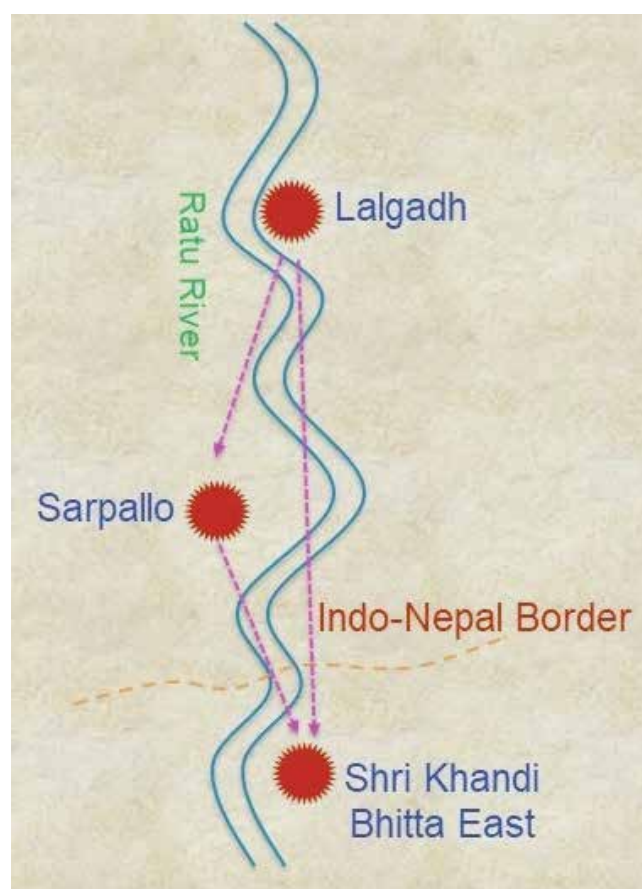 Lalgadh
Ratu River
Sarpallo
Indo-Nepal Border
Shri Khandi
Bhitta East